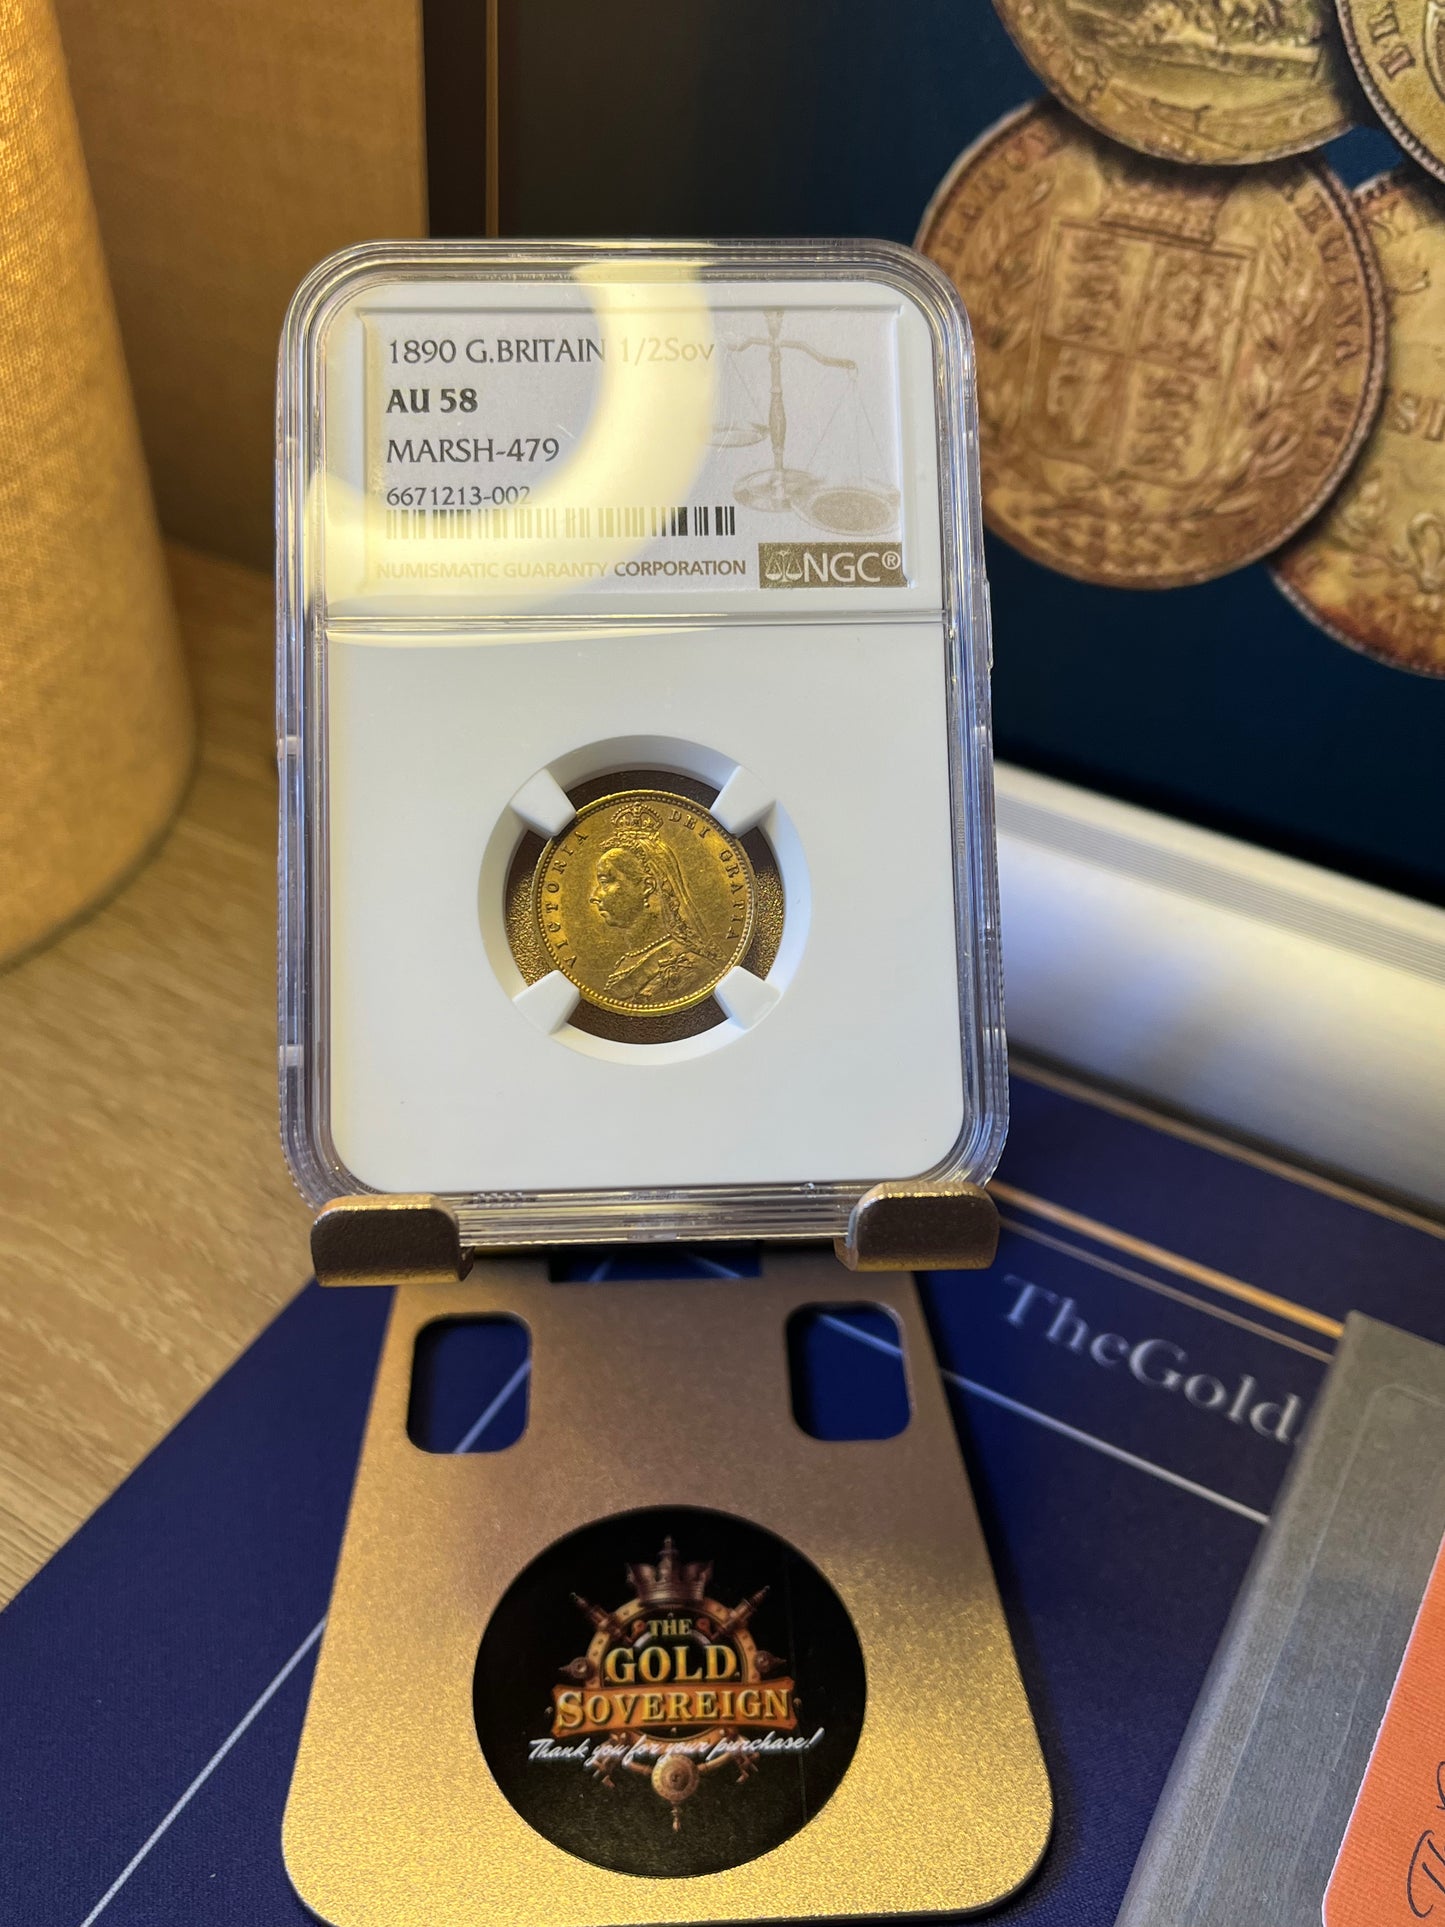 1890 G.BRITAIN 1/2Sov
AU 58
MARSH-479
6671213-002
NUMISMATIC GUARANTY CORPORATION
NGC®
VICTORIA DEI GRATIA
TheGold
THE
GOLD
SOVEREIGN
Thank you for your purchase!